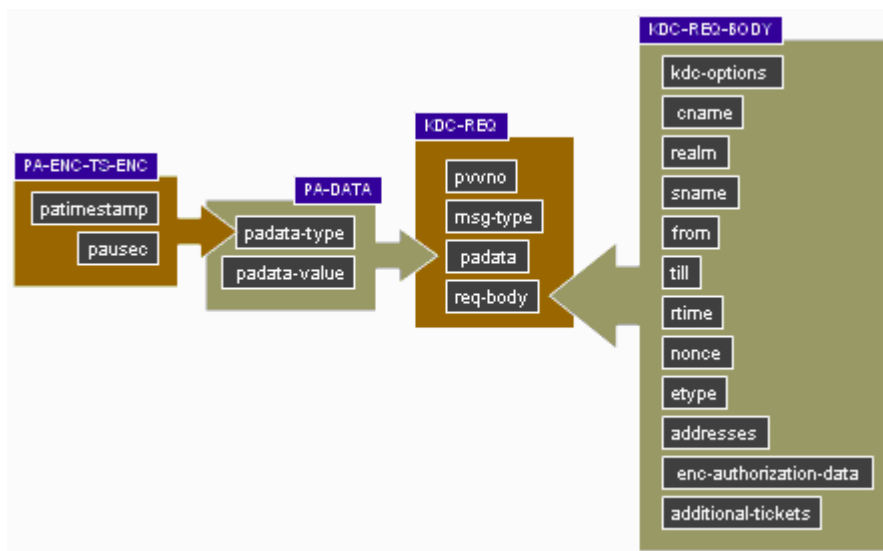 PA-ENC-TS-ENC
patimestamp
pausec
PA-DATA
padata-type
padata-value
KDC-REQ
pvvno
msg-type
padata
req-body
KDC-REQ-BODY
kdc-options
cname
realm
sname
from
till
rtime
nonce
etype
addresses
enc-authorization-data
additional-tickets